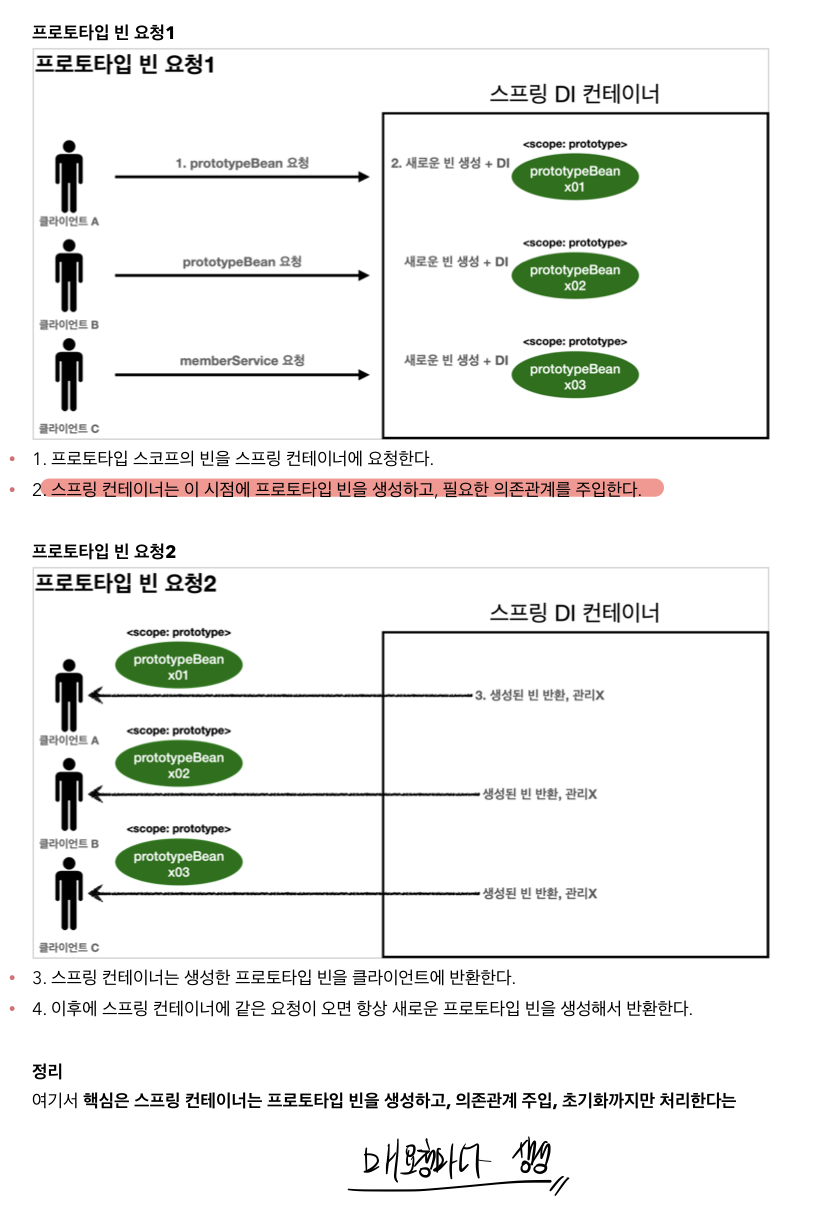 프로토타입 빈 요청1
프로토타입 빈 요청1
스프링 DI 컨테이너
<scope: prototype>
1. prototypeBean 요청
2. 새로운 빈 생성 + DI
prototypeBean
x01
클라이언트 A
<scope: prototype>
prototypeBean 요청
새로운 빈 생성 + DI
prototypeBean
x02
클라이언트 B
<scope: prototype>
memberService 요청
새로운 빈 생성 + DI
prototypeBean
x03
클라이언트 C
• 1. 프로토타입 스코프의 빈을 스프링 컨테이너에 요청한다.
• 2. 스프링 컨테이너는 이 시점에 프로토타입 빈을 생성하고, 필요한 의존관계를 주입한다.
프로토타입 빈 요청2
프로토타입 빈 요청2
스프링 DI 컨테이너
<scope: prototype>
prototypeBean
x01
3. 생성된 빈 반환, 관리X
클라이언트 A
<scope: prototype>
prototypeBean
x02
생성된 빈 반환, 관리X
클라이언트 B
<scope: prototype>
prototypeBean
x03
생성된 빈 반환, 관리X
클라이언트 C
• 3. 스프링 컨테이너는 생성한 프로토타입 빈을 클라이언트에 반환한다.
• 4. 이후에 스프링 컨테이너에 같은 요청이 오면 항상 새로운 프로토타입 빈을 생성해서 반환한다.
정리
여기서 핵심은 스프링 컨테이너는 프로토타입 빈을 생성하고, 의존관계 주입, 초기화까지만 처리한다는
매요청마다 생성